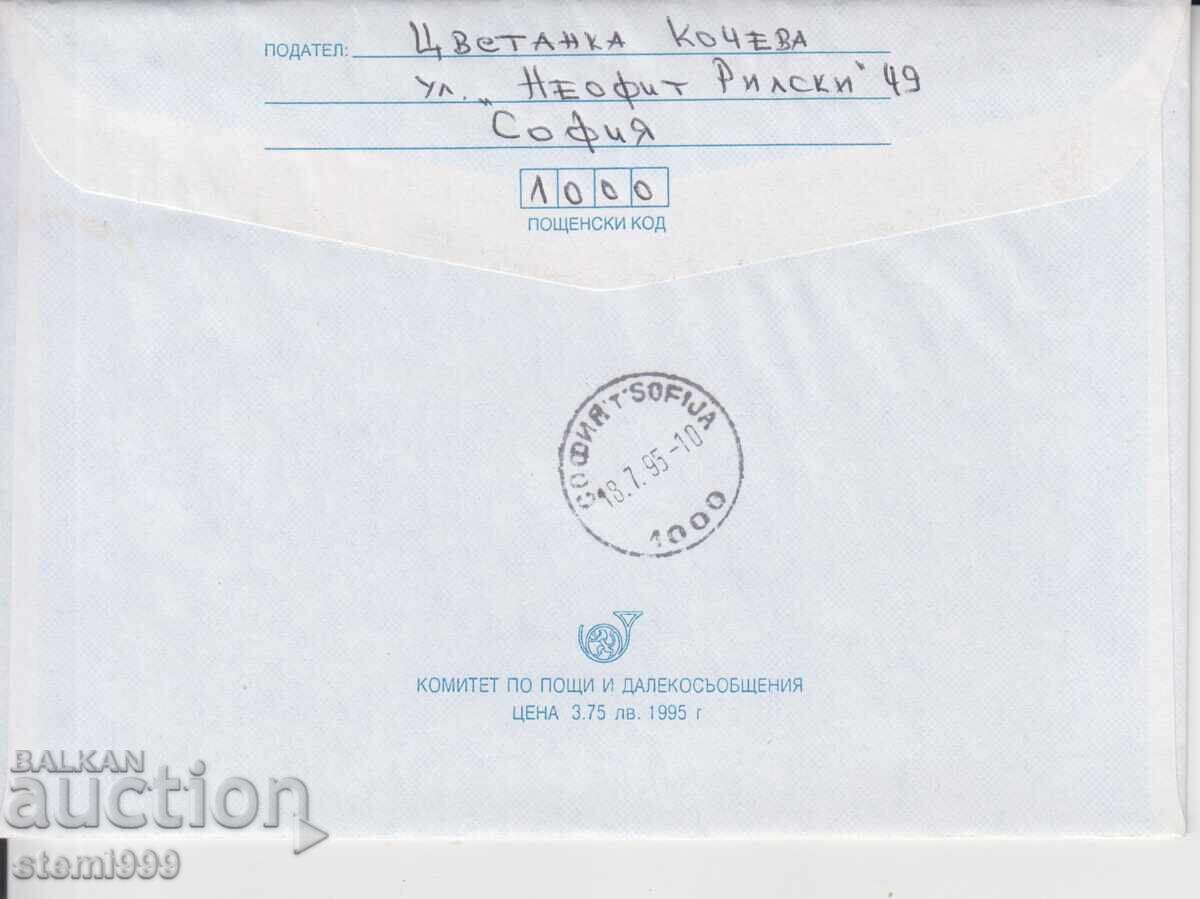 ПОДАТЕЛ: Цветанка Кочева
ул. „Неофит Рилски" 49
София
1000
ПОЩЕНСКИ КОД
СОФИЯ "Т" SOFIJA
18.7.95-10
1000
КОМИТЕТ ПО ПОЩИ И ДАЛЕКОСЪОБЩЕНИЯ
ЦЕНА 3.75 лв. 1995 г
BALKAN
auction
stemi999